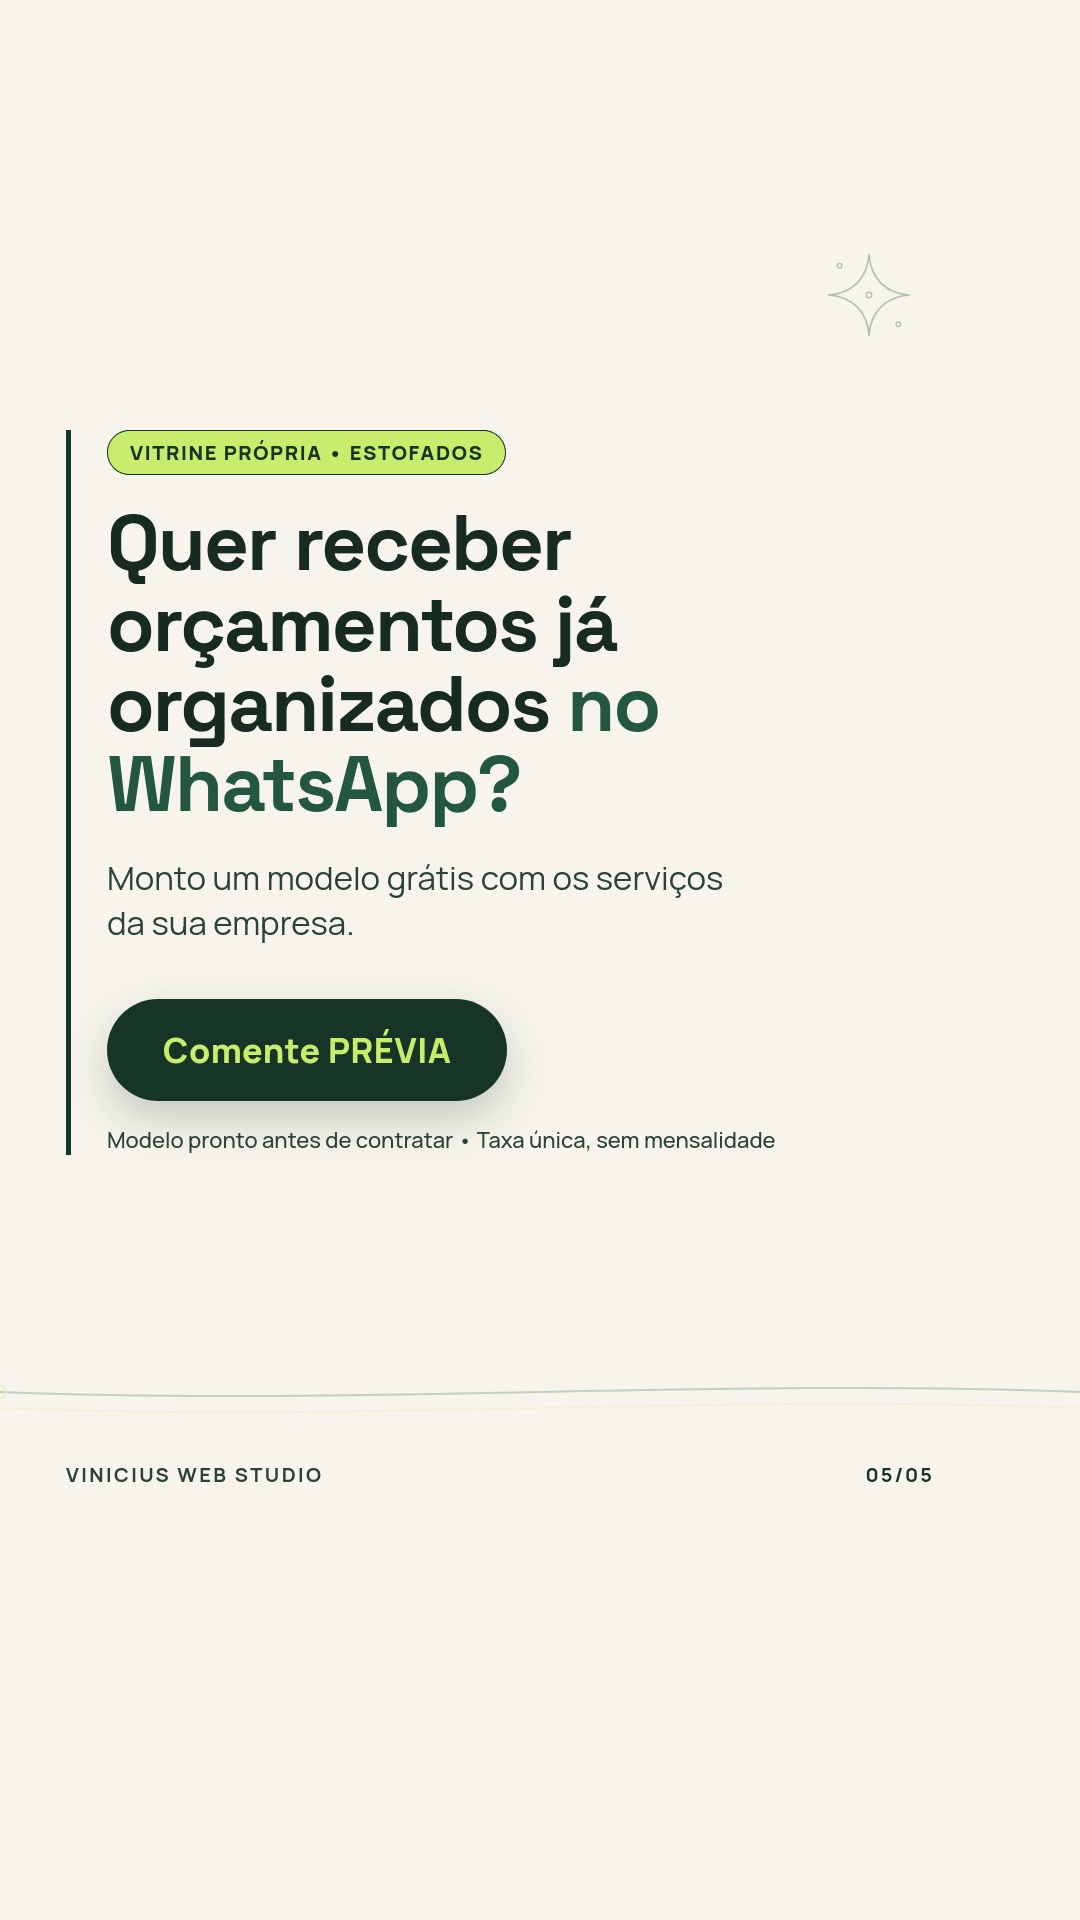 VITRINE PRÓPRIA • ESTOFADOS
Quer receber
orçamentos já
organizados no
WhatsApp?
Monto um modelo grátis com os serviços
da sua empresa.
Comente PRÉVIA
Modelo pronto antes de contratar • Taxa única, sem mensalidade
VINICIUS WEB STUDIO
05/05